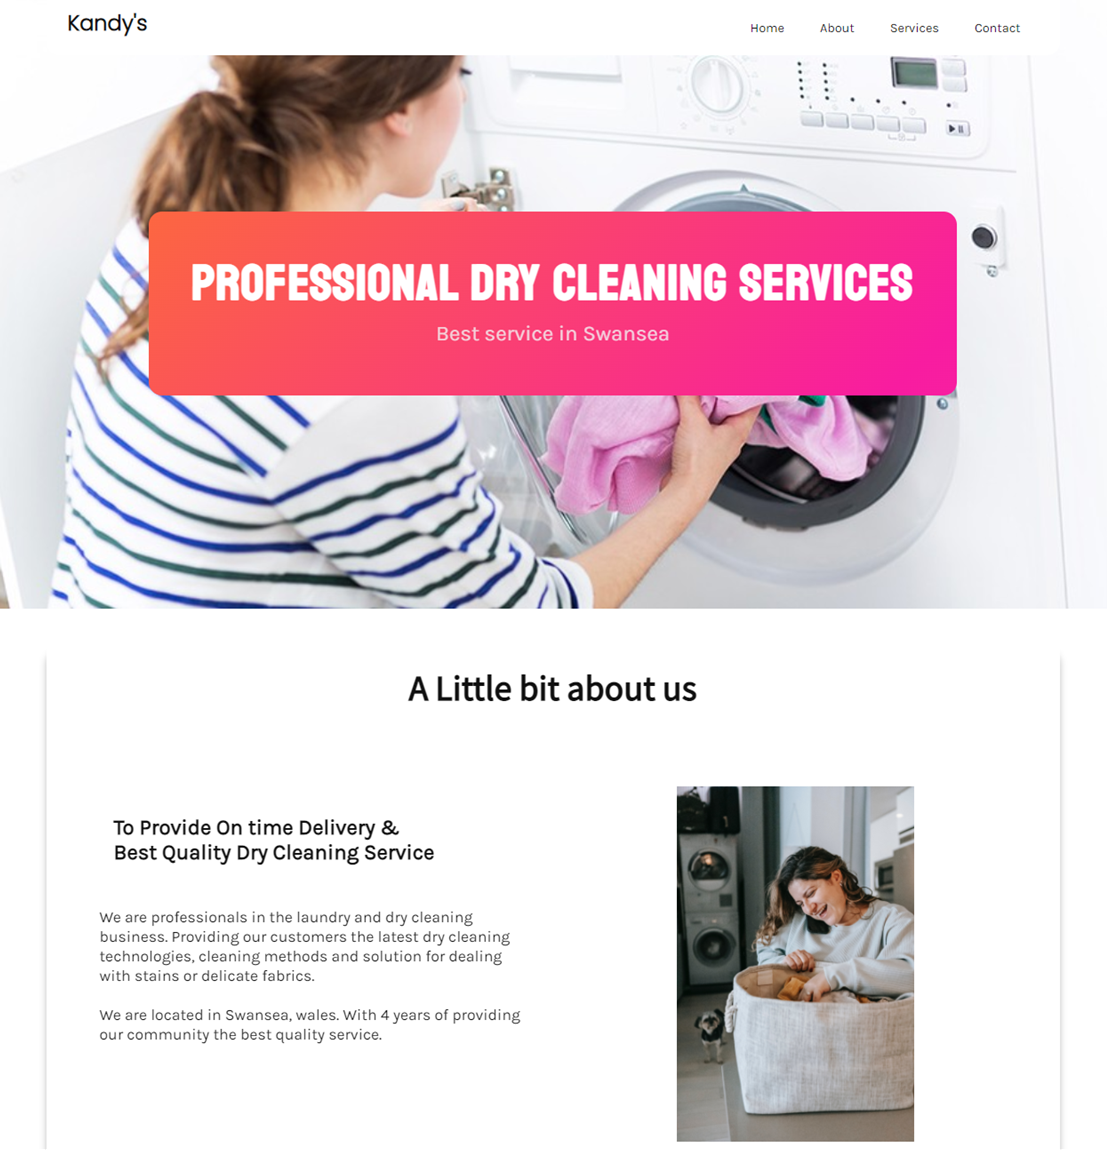 Kandy's
Home About Services Contact
PROFESSIONAL DRY CLEANING SERVICES
Best service in Swansea
A Little bit about us
To Provide On time Delivery &
Best Quality Dry Cleaning Service
We are professionals in the laundry and dry cleaning
business. Providing our customers the latest dry cleaning
technologies, cleaning methods and solution for dealing
with stains or delicate fabrics.
We are located in Swansea, wales. With 4 years of providing
our community the best quality service.